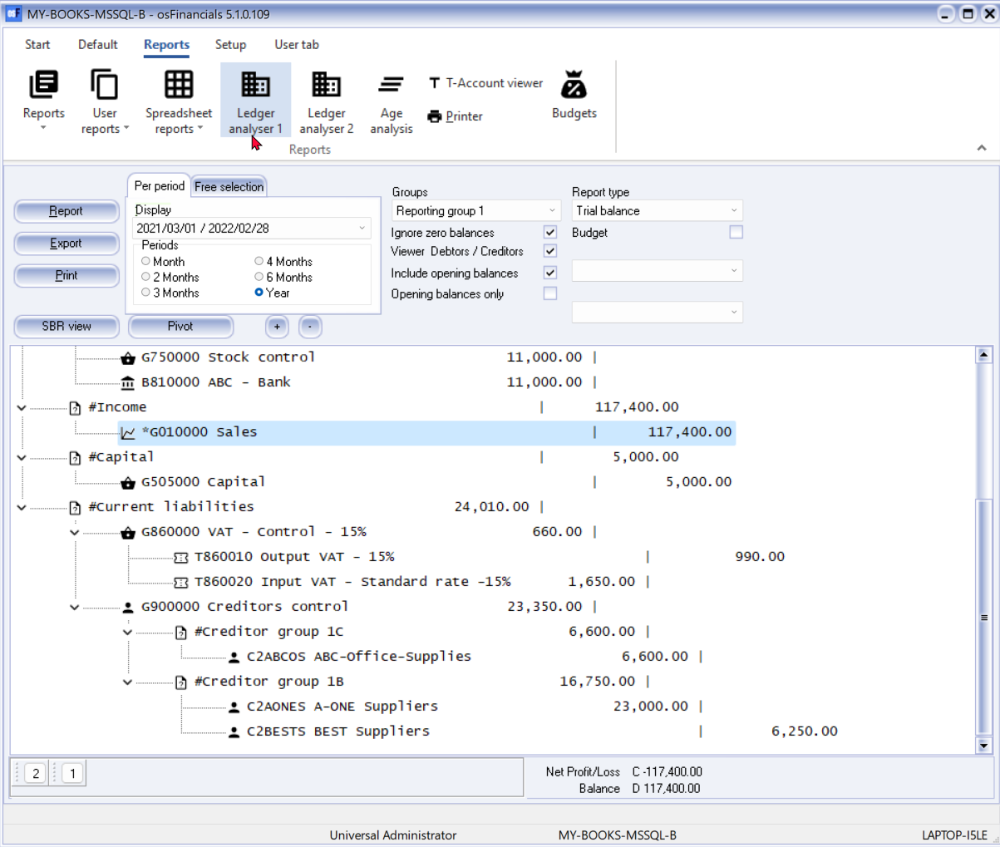 MY-BOOKS-MSSQL-B - osFinancials 5.1.0.109
Start Default Reports Setup User tab
Reports
User reports
Spreadsheet reports
Ledger analyser 1
Ledger analyser 2
Age analysis
T-Account viewer
Printer
Budgets
Reports
Per period Free selection
Report
Export
Print
Display
2021/03/01 / 2022/02/28
Periods
Month 4 Months
2 Months 6 Months
3 Months Year
Groups
Reporting group 1
Ignore zero balances
Viewer Debtors / Creditors
Include opening balances
Opening balances only
Report type
Trial balance
Budget
SBR view Pivot + -
G750000 Stock control 11,000.00 |
B810000 ABC - Bank 11,000.00 |
#Income | 117,400.00
*G010000 Sales | 117,400.00
#Capital | 5,000.00
G505000 Capital | 5,000.00
#Current liabilities 24,010.00 |
G860000 VAT - Control - 15% 660.00 |
T860010 Output VAT - 15% | 990.00
T860020 Input VAT - Standard rate -15% 1,650.00 |
G900000 Creditors control 23,350.00 |
#Creditor group 1C 6,600.00 |
C2ABCOS ABC-Office-Supplies 6,600.00 |
#Creditor group 1B 16,750.00 |
C2AONES A-ONE Suppliers 23,000.00 |
C2BESTS BEST Suppliers | 6,250.00
2 1
Net Profit/Loss C -117,400.00
Balance D 117,400.00
Universal Administrator MY-BOOKS-MSSQL-B LAPTOP-I5LE